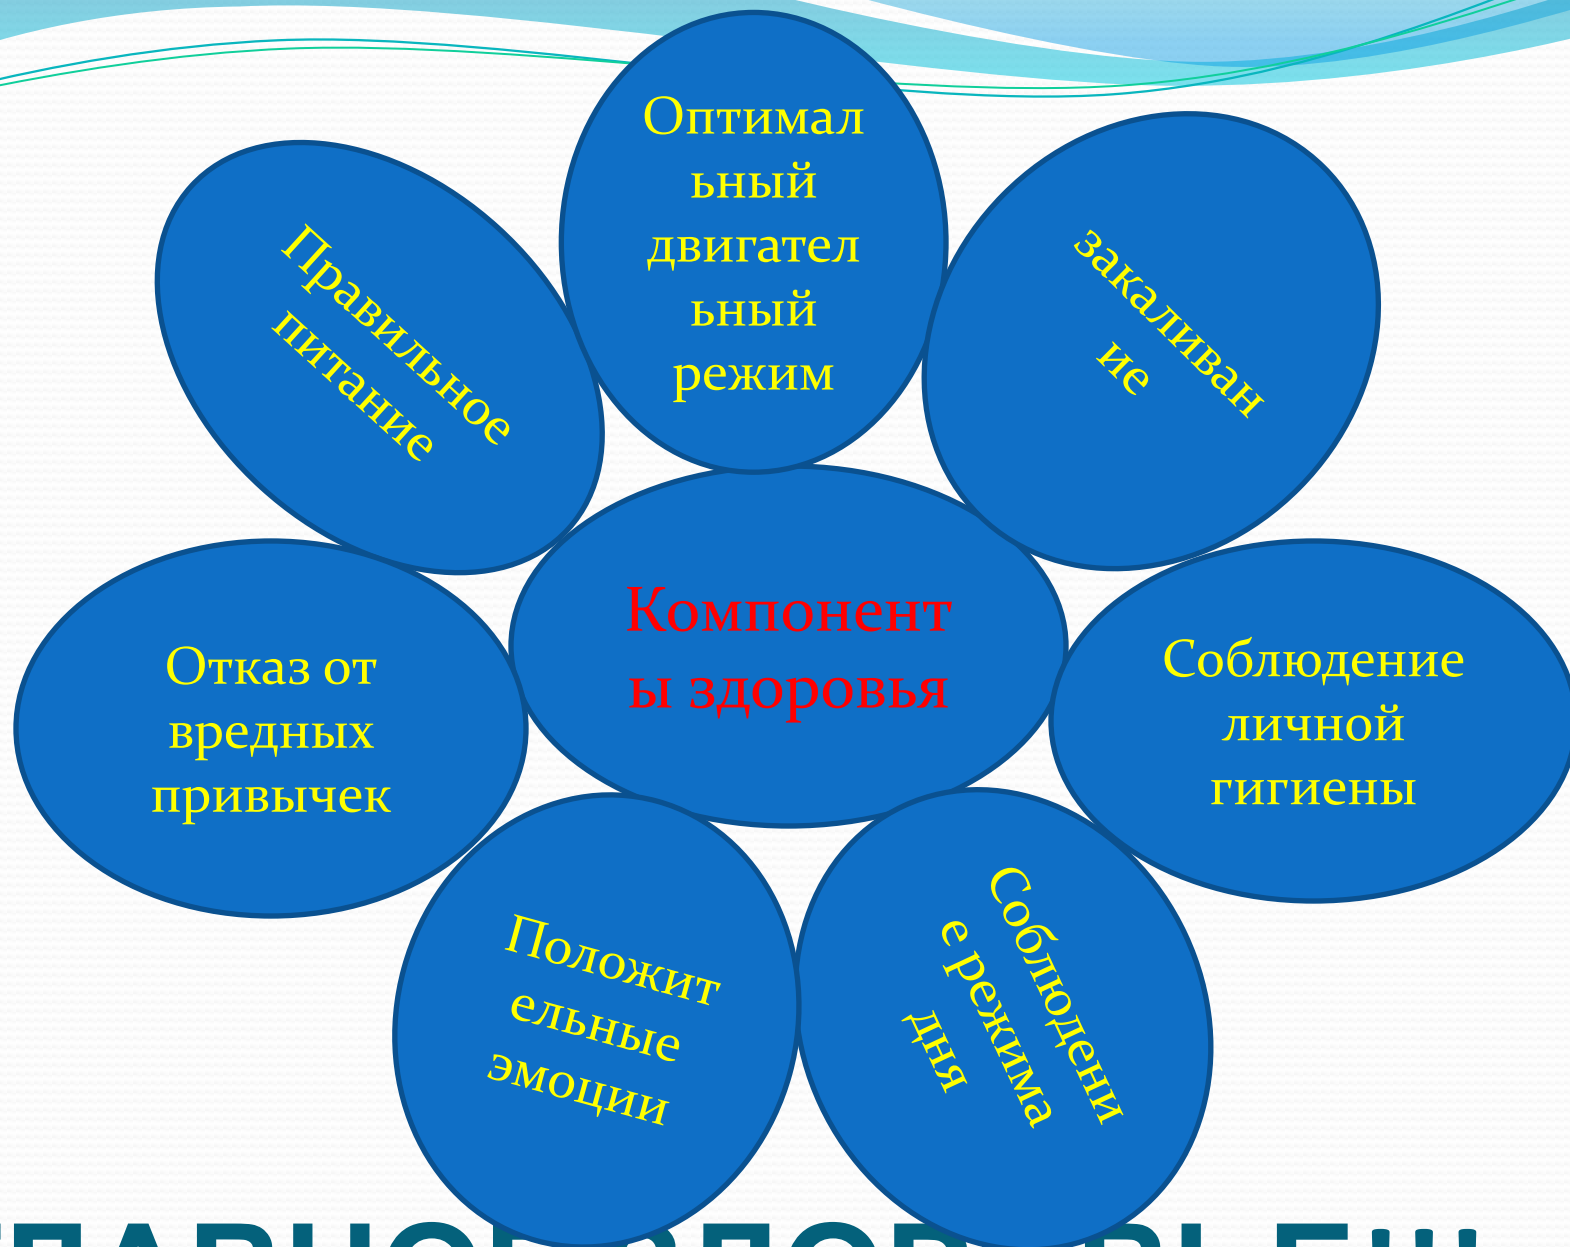 Оптимал
ьный
двигател
ьный
режим
закаливан
ие
Правильное
питание
Компонент
ы здоровья
Отказ от
вредных
привычек
Соблюдение
личной
гигиены
Положит
ельные
эмоции
Соблюдени
е режима
дня